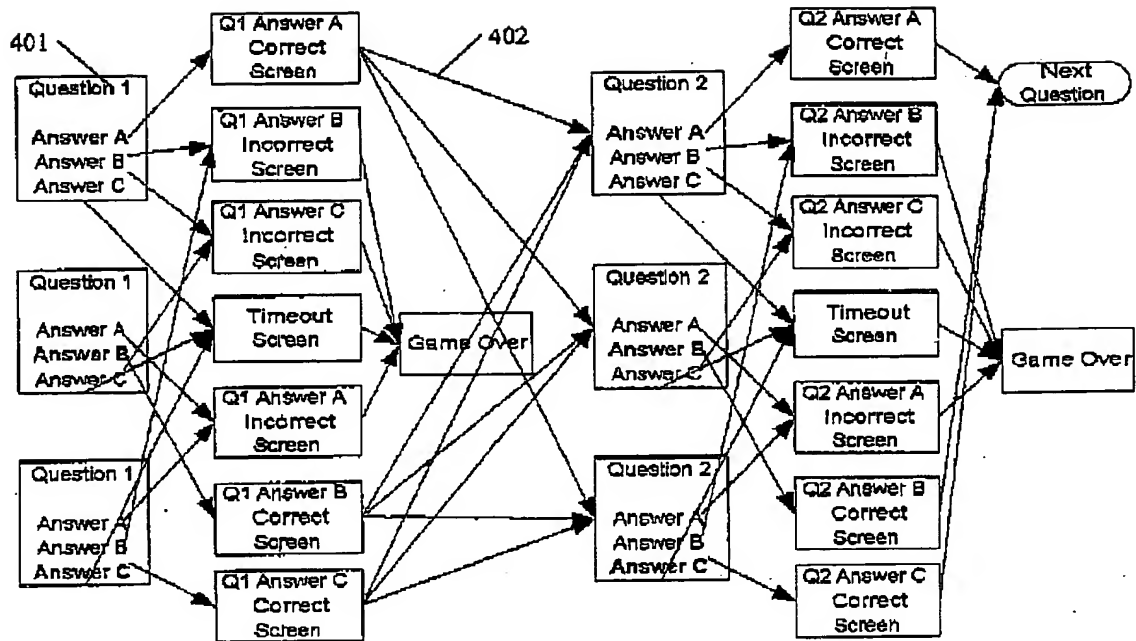 401
Question 1
Answer A
Answer B
Answer C
Question 1
Answer A
Answer B
Answer C
Question 1
Answer A
Answer B
Answer C
Q1 Answer A
Correct
Screen
Q1 Answer B
Incorrect
Screen
Q1 Answer C
Incorrect
Screen
Timeout
Screen
Q1 Answer A
Incorrect
Screen
Q1 Answer B
Correct
Screen
Q1 Answer C
Correct
Screen
402
Game Over
Question 2
Answer A
Answer B
Answer C
Question 2
Answer A
Answer B
Answer C
Question 2
Answer A
Answer B
Answer C
Q2 Answer A
Correct
Screen
Q2 Answer B
Incorrect
Screen
Q2 Answer C
Incorrect
Screen
Timeout
Screen
Q2 Answer A
Incorrect
Screen
Q2 Answer B
Correct
Screen
Q2 Answer C
Correct
Screen
Next
Question
Game Over